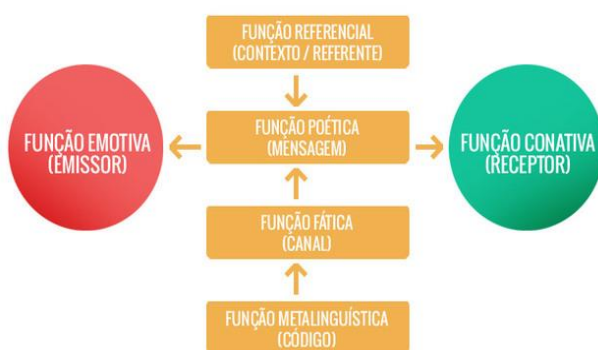 FUNÇÃO REFERENCIAL
(CONTEXTO / REFERENTE)
FUNÇÃO EMOTIVA
(EMISSOR)
FUNÇÃO POÉTICA
(MENSAGEM)
FUNÇÃO CONATIVA
(RECEPTOR)
FUNÇÃO FÁTICA
(CANAL)
FUNÇÃO METALINGUÍSTICA
(CÓDIGO)